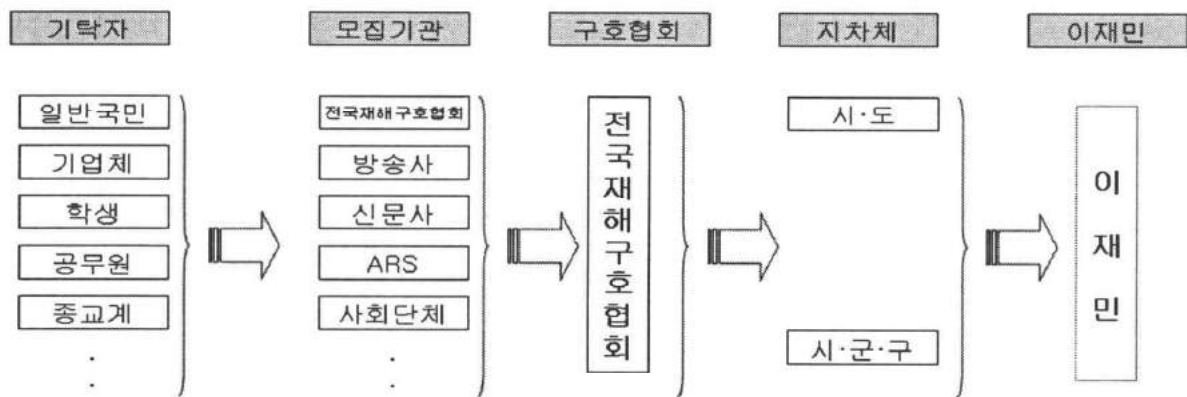 기탁자
모집기관
구호협회
지차체
이재민
일반국민
기업체
학생
공무원
종교계
·
·
전국재해구호협회
방송사
신문사
ARS
사회단체
·
·
전국재해구호협회
시·도
시·군·구
이재민